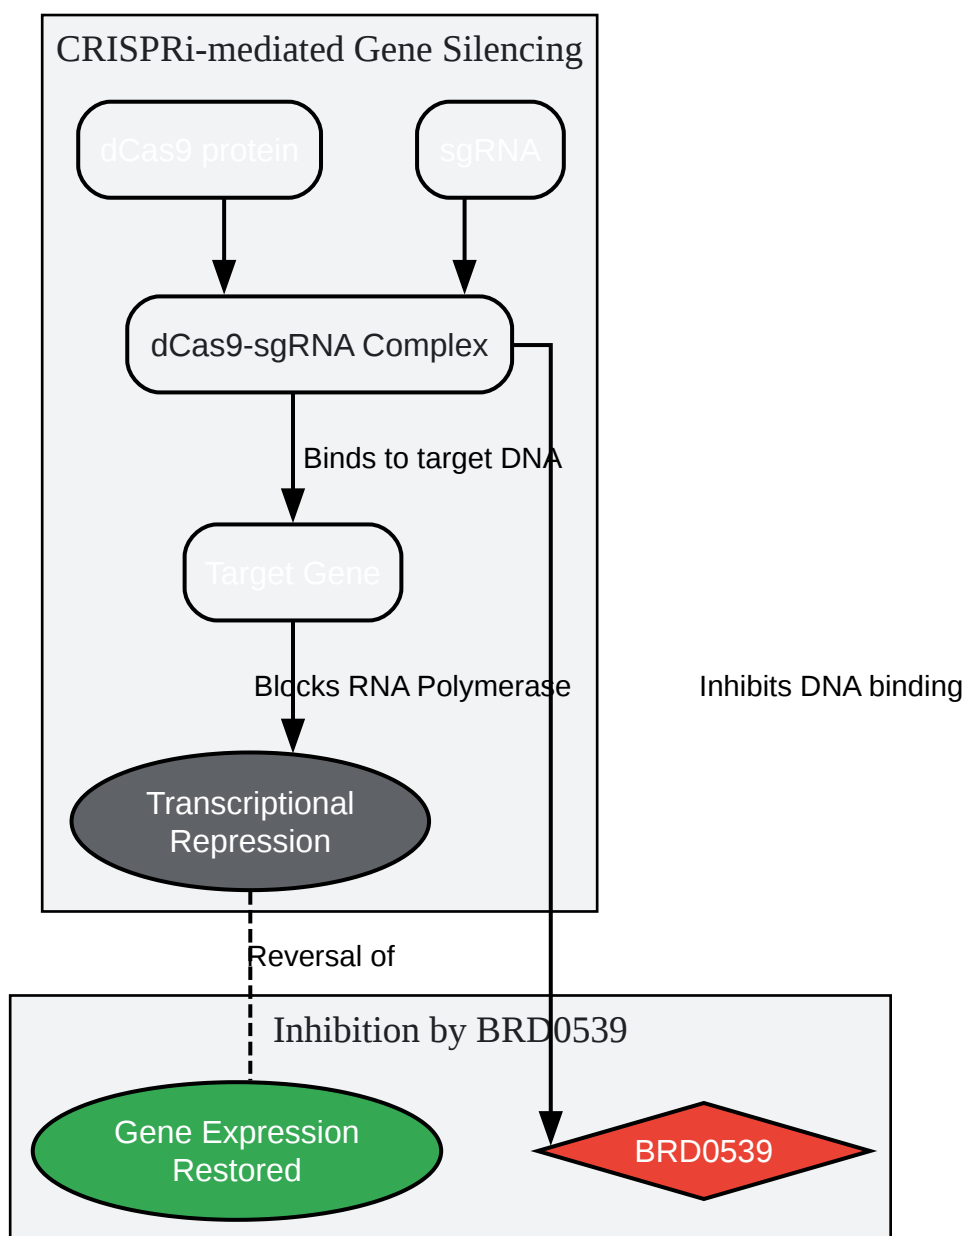 CRISPRi-mediated Gene Silencing
dCas9 protein
sgRNA
dCas9-sgRNA Complex
Binds to target DNA
Target Gene
Blocks RNA Polymerase
Inhibits DNA binding
Transcriptional
Repression
Reversal of
Inhibition by BRD0539
Gene Expression
Restored
BRD0539